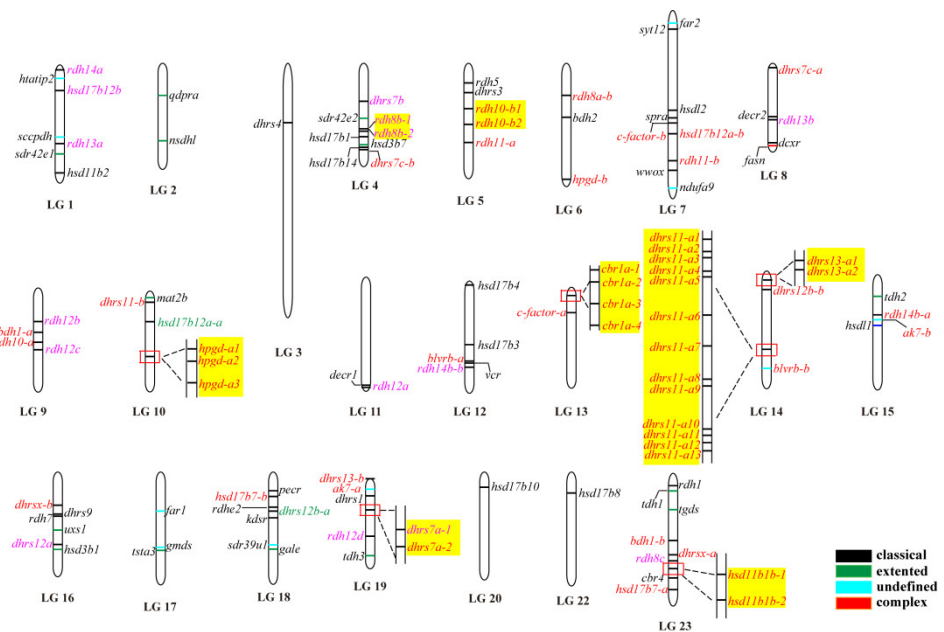 rdh14a
htatip2
hsd17b12b
sccpdh
rdh13a
sdr42e1
hsd11b2
LG 1
qdpra
nsdhl
LG 2
dhrs4
LG 3
dhrs7b
sdr42e2
rdh8b-1
rdh8b-2
hsd17b1
hsd3b7
hsd17b14
dhrs7c-b
LG 4
rdh5
dhrs3
rdh10-b1
rdh10-b2
rdh11-a
LG 5
rdh8a-b
bdh2
hpgd-b
LG 6
far2
syt12
hsdl2
spra
c-factor-b
hsd17b12a-b
rdh11-b
wwox
ndufa9
LG 7
dhrs7c-a
decr2
rdh13b
dcxr
fasn
LG 8
rdh12b
bdh1-a
dh10-a
rdh12c
LG 9
mat2b
dhrs11-b
hsd17b12a-a
hpgd-a1
hpgd-a2
hpgd-a3
LG 10
decr1
rdh12a
LG 11
hsd17b4
hsd17b3
blvrb-a
rdh14b-b
vcr
LG 12
cbr1a-1
cbr1a-2
cbr1a-3
cbr1a-4
c-factor-a
LG 13
dhrs11-a1
dhrs11-a2
dhrs11-a3
dhrs11-a4
dhrs11-a5
dhrs11-a6
dhrs11-a7
dhrs11-a8
dhrs11-a9
dhrs11-a10
dhrs11-a11
dhrs11-a12
dhrs11-a13
dhrs13-a1
dhrs13-a2
dhrs12b-b
blvrb-b
LG 14
tdh2
rdh14b-a
hsdl1
ak7-b
LG 15
dhrsx-b
dhrs9
rdh7
uxs1
dhrs12a
hsd3b1
LG 16
far1
gmds
tsta3
LG 17
pecr
hsd17b7-b
rdhe2
dhrs12b-a
kdsr
sdr39u1
gale
LG 18
dhrs13-b
ak7-a
dhrs1
rdh12d
tdh3
dhrs7a-1
dhrs7a-2
LG 19
hsd17b10
LG 20
hsd17b8
LG 22
rdh1
tdh1
tgds
bdh1-b
dhrsx-a
rdh8c
cbr4
hsd17b7-a
hsd11b1b-1
hsd11b1b-2
LG 23
classical
extented
undefined
complex